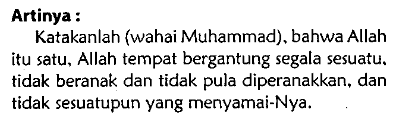 Artinya :
Katakanlah (wahai Muhammad), bahwa Allah
itu satu, Allah tempat bergantung segala sesuatu,
tidak beranak dan tidak pula diperanakkan, dan
tidak sesuatupun yang menyamai-Nya.